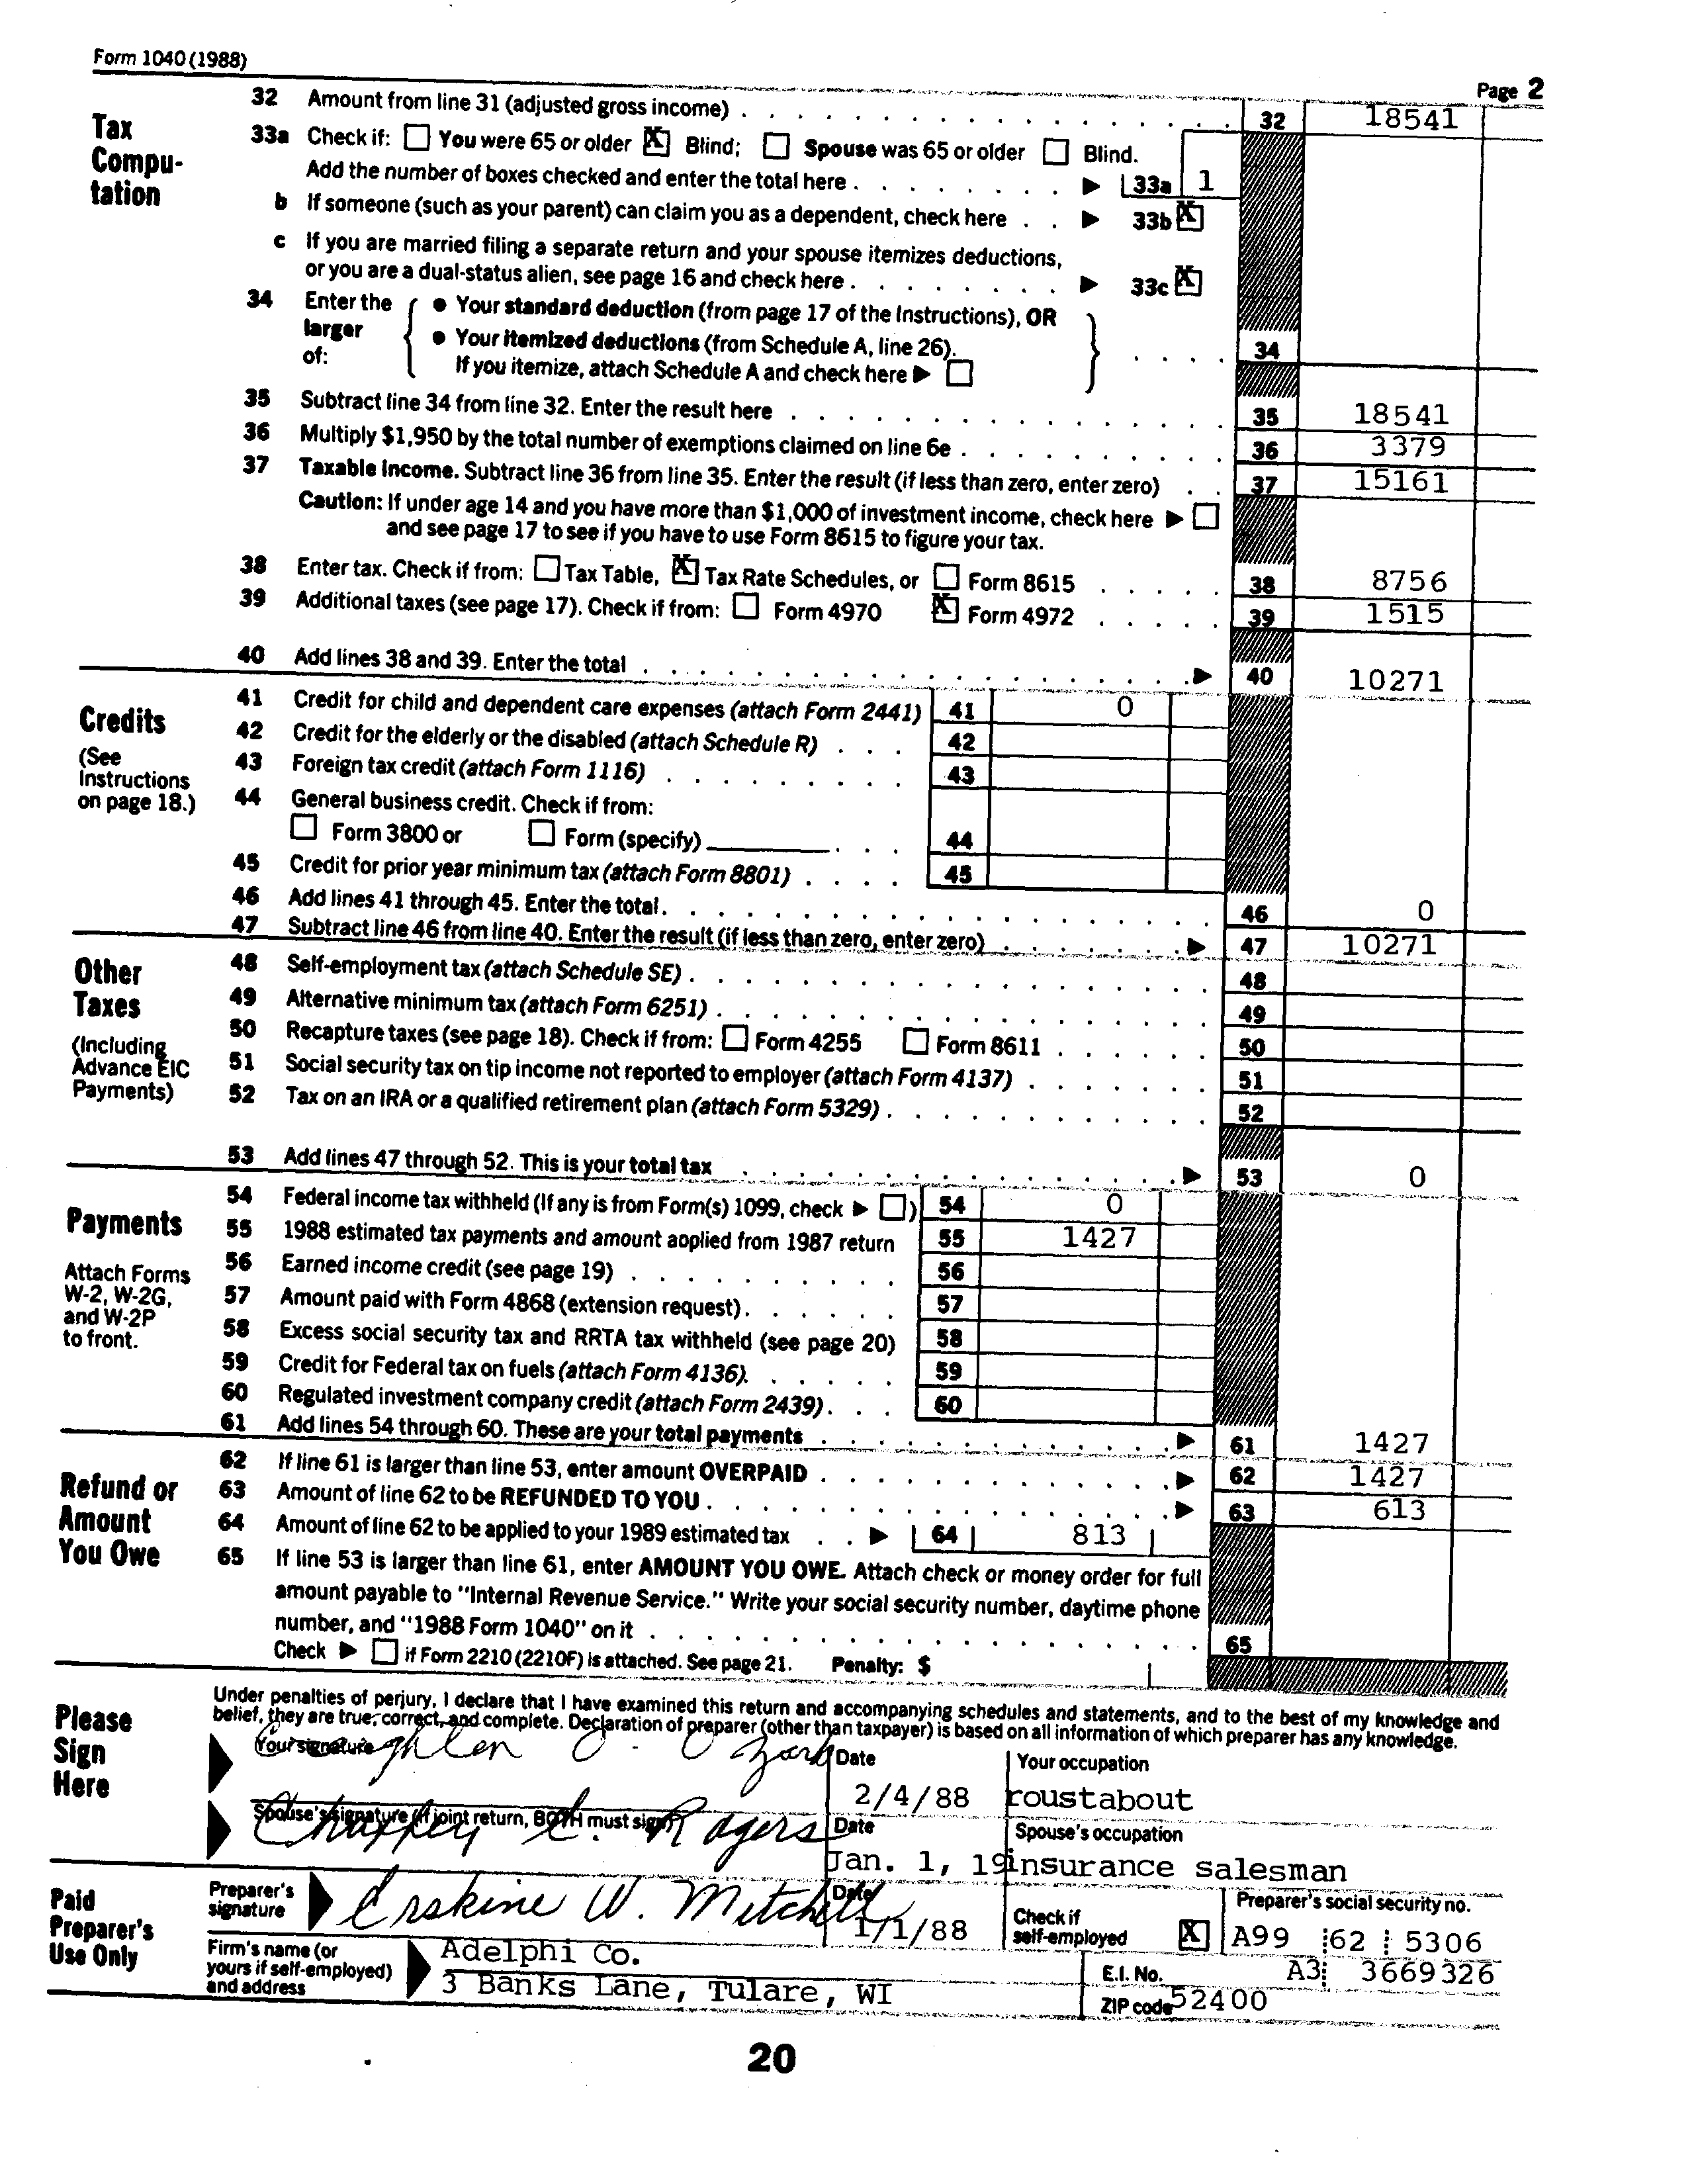 Form 1040 (1988)
Page 2
Tax Compu-tation
32 Amount from line 31 (adjusted gross income) 32 18541
33a Check if: ☐ You were 65 or older ☒ Blind; ☐ Spouse was 65 or older ☐ Blind.
Add the number of boxes checked and enter the total here ▶ 33a 1
b If someone (such as your parent) can claim you as a dependent, check here ▶ 33b ☒
c If you are married filing a separate return and your spouse itemizes deductions,
or you are a dual-status alien, see page 16 and check here ▶ 33c ☒
34 Enter the larger of: { ● Your standard deduction (from page 17 of the Instructions), OR
● Your itemized deductions (from Schedule A, line 26).
If you itemize, attach Schedule A and check here ▶ ☐ } 34
35 Subtract line 34 from line 32. Enter the result here 35 18541
36 Multiply $1,950 by the total number of exemptions claimed on line 6e 36 3379
37 Taxable income. Subtract line 36 from line 35. Enter the result (if less than zero, enter zero) 37 15161
Caution: If under age 14 and you have more than $1,000 of investment income, check here ▶ ☐
and see page 17 to see if you have to use Form 8615 to figure your tax.
38 Enter tax. Check if from: ☐ Tax Table, ☒ Tax Rate Schedules, or ☐ Form 8615 38 8756
39 Additional taxes (see page 17). Check if from: ☐ Form 4970 ☒ Form 4972 39 1515
40 Add lines 38 and 39. Enter the total ▶ 40 10271
Credits
(See Instructions on page 18.)
41 Credit for child and dependent care expenses (attach Form 2441) 41 0
42 Credit for the elderly or the disabled (attach Schedule R) 42
43 Foreign tax credit (attach Form 1116) 43
44 General business credit. Check if from:
☐ Form 3800 or ☐ Form (specify) 44
45 Credit for prior year minimum tax (attach Form 8801) 45
46 Add lines 41 through 45. Enter the total 46 0
47 Subtract line 46 from line 40. Enter the result (if less than zero, enter zero) ▶ 47 10271
Other Taxes
(Including Advance EIC Payments)
48 Self-employment tax (attach Schedule SE) 48
49 Alternative minimum tax (attach Form 6251) 49
50 Recapture taxes (see page 18). Check if from: ☐ Form 4255 ☐ Form 8611 50
51 Social security tax on tip income not reported to employer (attach Form 4137) 51
52 Tax on an IRA or a qualified retirement plan (attach Form 5329) 52
53 Add lines 47 through 52. This is your total tax ▶ 53 0
Payments
Attach Forms W-2, W-2G, and W-2P to front.
54 Federal income tax withheld (If any is from Form(s) 1099, check ▶ ☐) 54 0
55 1988 estimated tax payments and amount applied from 1987 return 55 1427
56 Earned income credit (see page 19) 56
57 Amount paid with Form 4868 (extension request) 57
58 Excess social security tax and RRTA tax withheld (see page 20) 58
59 Credit for Federal tax on fuels (attach Form 4136) 59
60 Regulated investment company credit (attach Form 2439) 60
61 Add lines 54 through 60. These are your total payments ▶ 61 1427
Refund or Amount You Owe
62 If line 61 is larger than line 53, enter amount OVERPAID ▶ 62 1427
63 Amount of line 62 to be REFUNDED TO YOU ▶ 63 613
64 Amount of line 62 to be applied to your 1989 estimated tax ▶ 64 813
65 If line 53 is larger than line 61, enter AMOUNT YOU OWE. Attach check or money order for full
amount payable to "Internal Revenue Service." Write your social security number, daytime phone
number, and "1988 Form 1040" on it 65
Check ▶ ☐ if Form 2210 (2210F) is attached. See page 21. Penalty: $
Please Sign Here
Under penalties of perjury, I declare that I have examined this return and accompanying schedules and statements, and to the best of my knowledge and
belief, they are true, correct, and complete. Declaration of preparer (other than taxpayer) is based on all information of which preparer has any knowledge.
Your signature Date Your occupation
2/4/88 roustabout
Spouse's signature (if joint return, BOTH must sign) Date Spouse's occupation
Rogers Jan. 1, 19 insurance salesman
Paid Preparer's Use Only
Preparer's signature Erskine W. Mitchell Date 1/1/88 Check if self-employed ☒ Preparer's social security no. A99 62 5306
Firm's name (or yours if self-employed) and address Adelphi Co. E.I. No. A3 3669326
3 Banks Lane, Tulare, WI ZIP code 52400
20